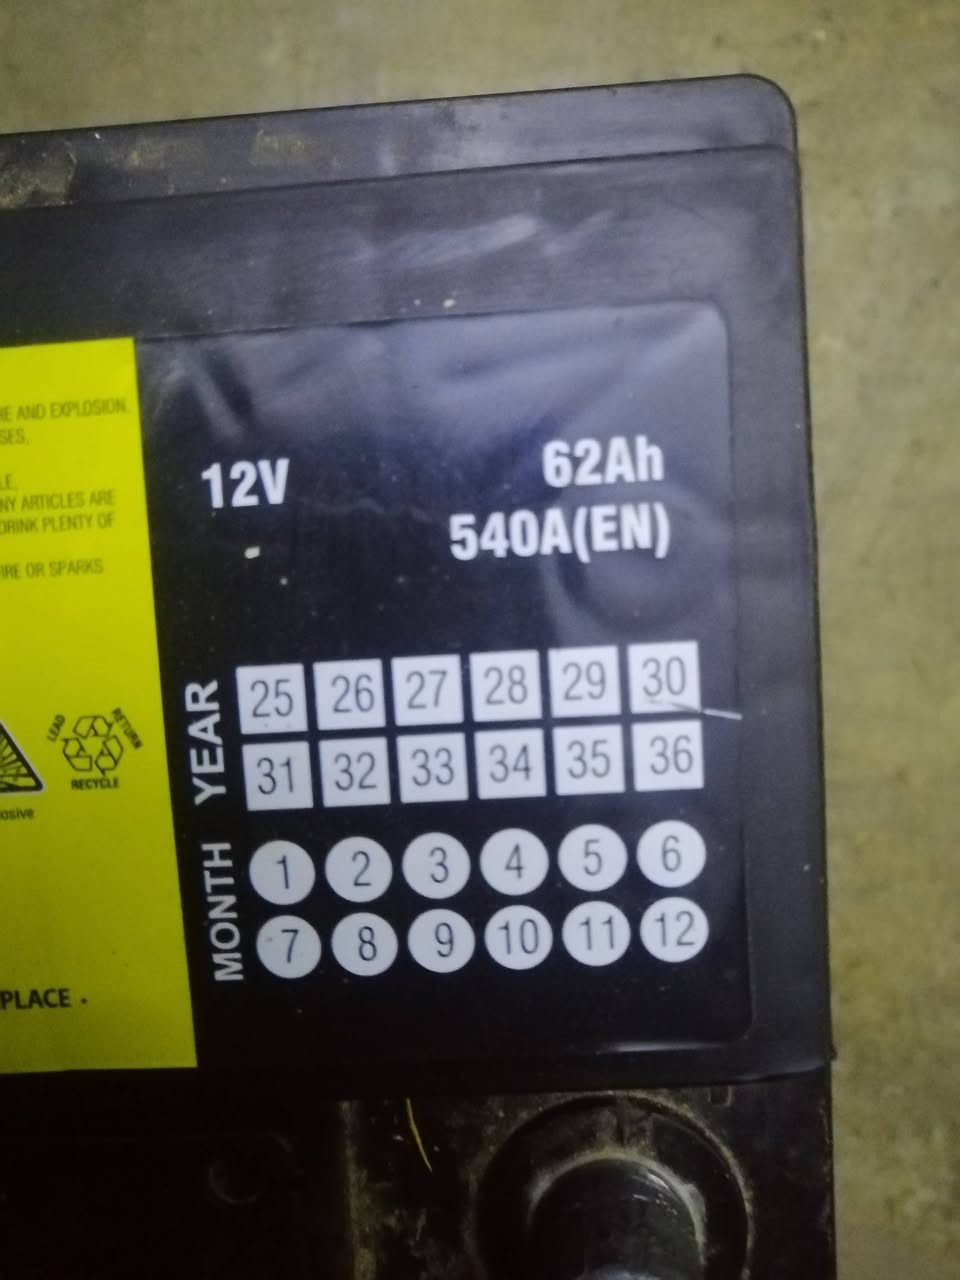 RE AND EXPLOSION.
SES,
LE,
NY ARTICLES ARE
DRINK PLENTY OF
IRE OR SPARKS
12V
62Ah
540A(EN)
YEAR
25 26 27 28 29 30
31 32 33 34 35 36
LEAD
RETURN
RECYCLE
osive
MONTH
1 2 3 4 5 6
7 8 9 10 11 12
PLACE .